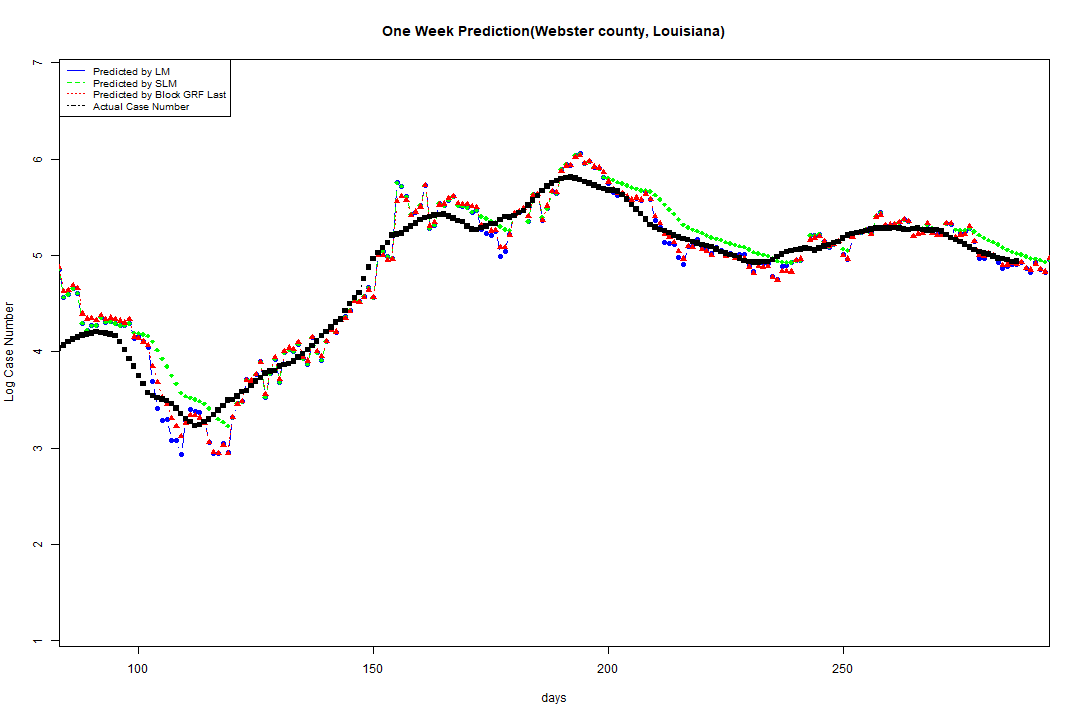 One Week Prediction(Webster county, Louisiana)
7
6
5
4
3
2
1
Log Case Number
Predicted by LM
Predicted by SLM
Predicted by Block GRF Last
Actual Case Number
100 150 200 250
days